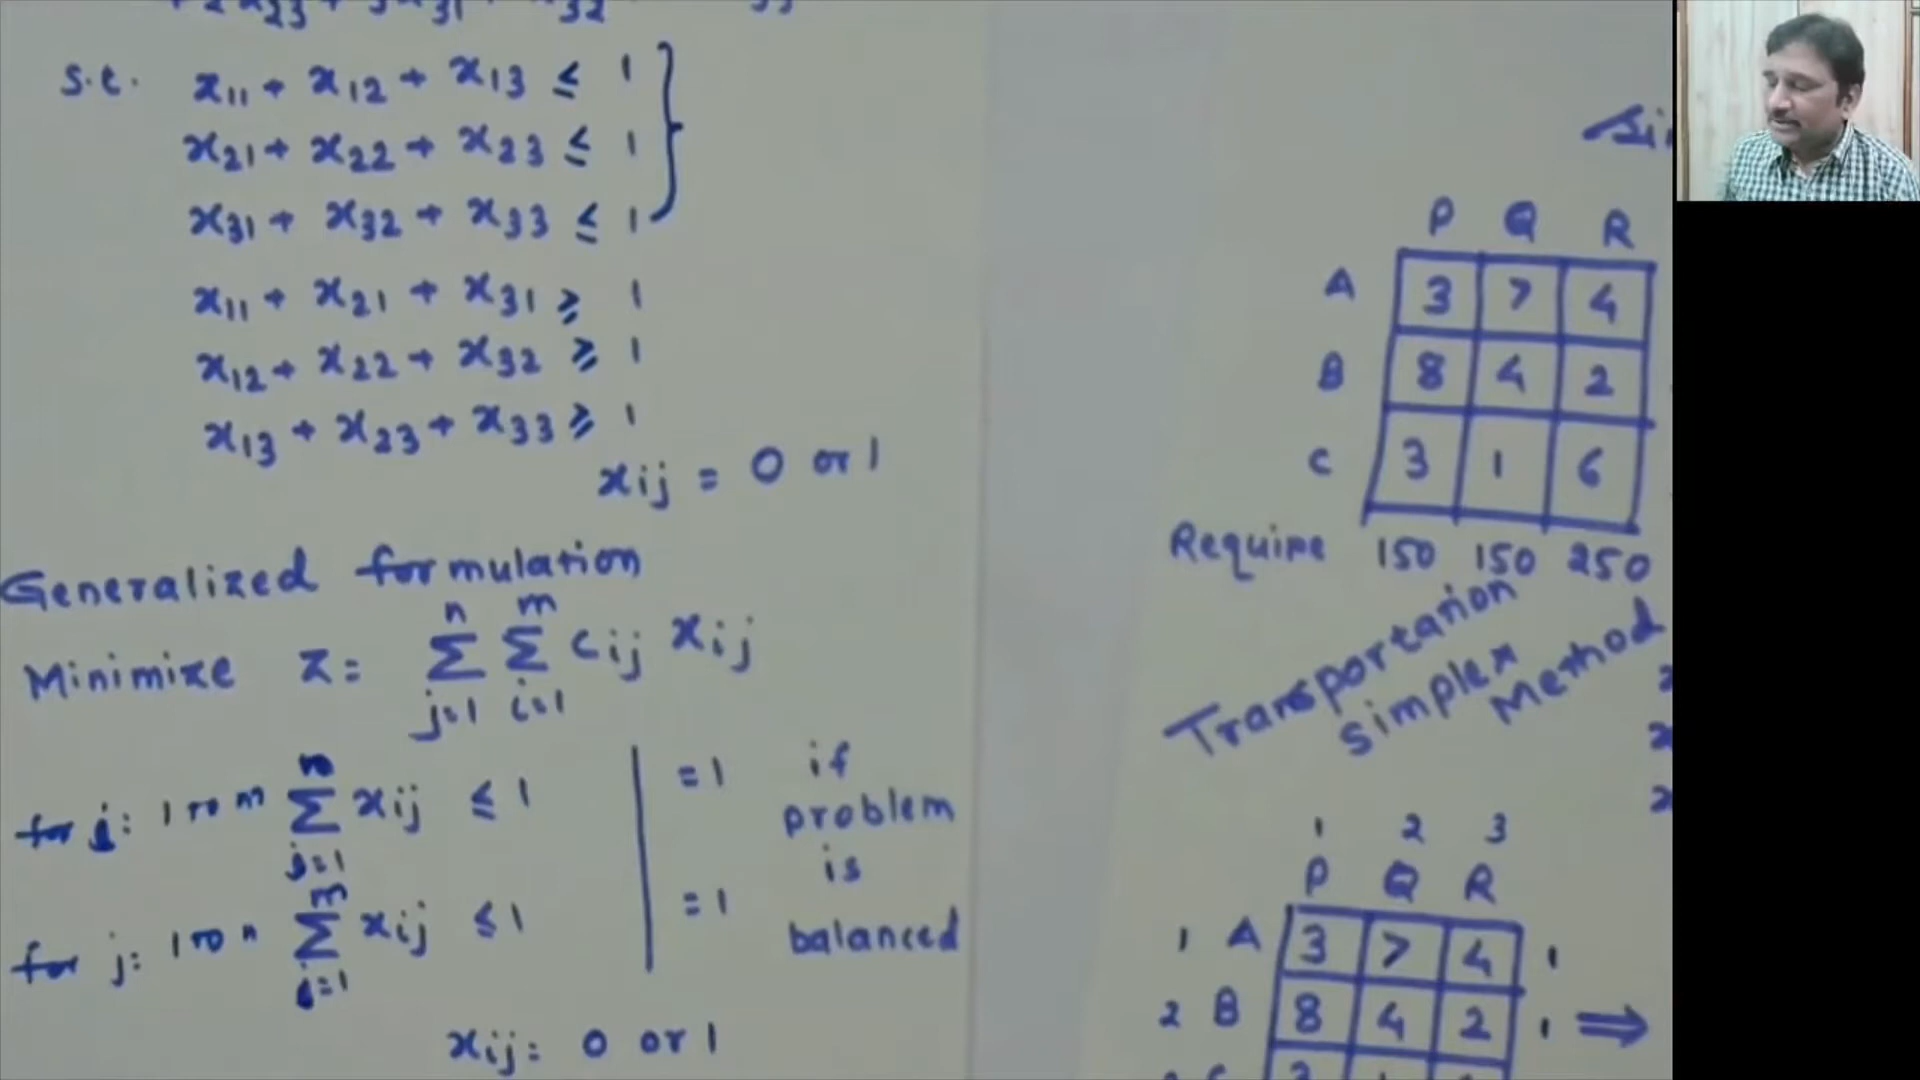 s.t. x11 + x12 + x13 ≤ 1
x21 + x22 + x23 ≤ 1
x31 + x32 + x33 ≤ 1
x11 + x21 + x31 ≥ 1
x12 + x22 + x32 ≥ 1
x13 + x23 + x33 ≥ 1
xij = 0 or 1
Generalized formulation
Minimize Z = n∑j=1 m∑i=1 cij xij
for i: 1 to m n∑j=1 xij ≤ 1 | = 1 if
problem
is
for j: 1 to n m∑i=1 xij ≤ 1 | = 1 balanced
xij = 0 or 1
P Q R
A 3 7 4
B 8 4 2
C 3 1 6
Require 150 150 250
Transportation
Simplex
Method
1 2 3
P Q R
1 A 3 7 4 1
2 B 8 4 2 1 ⇒